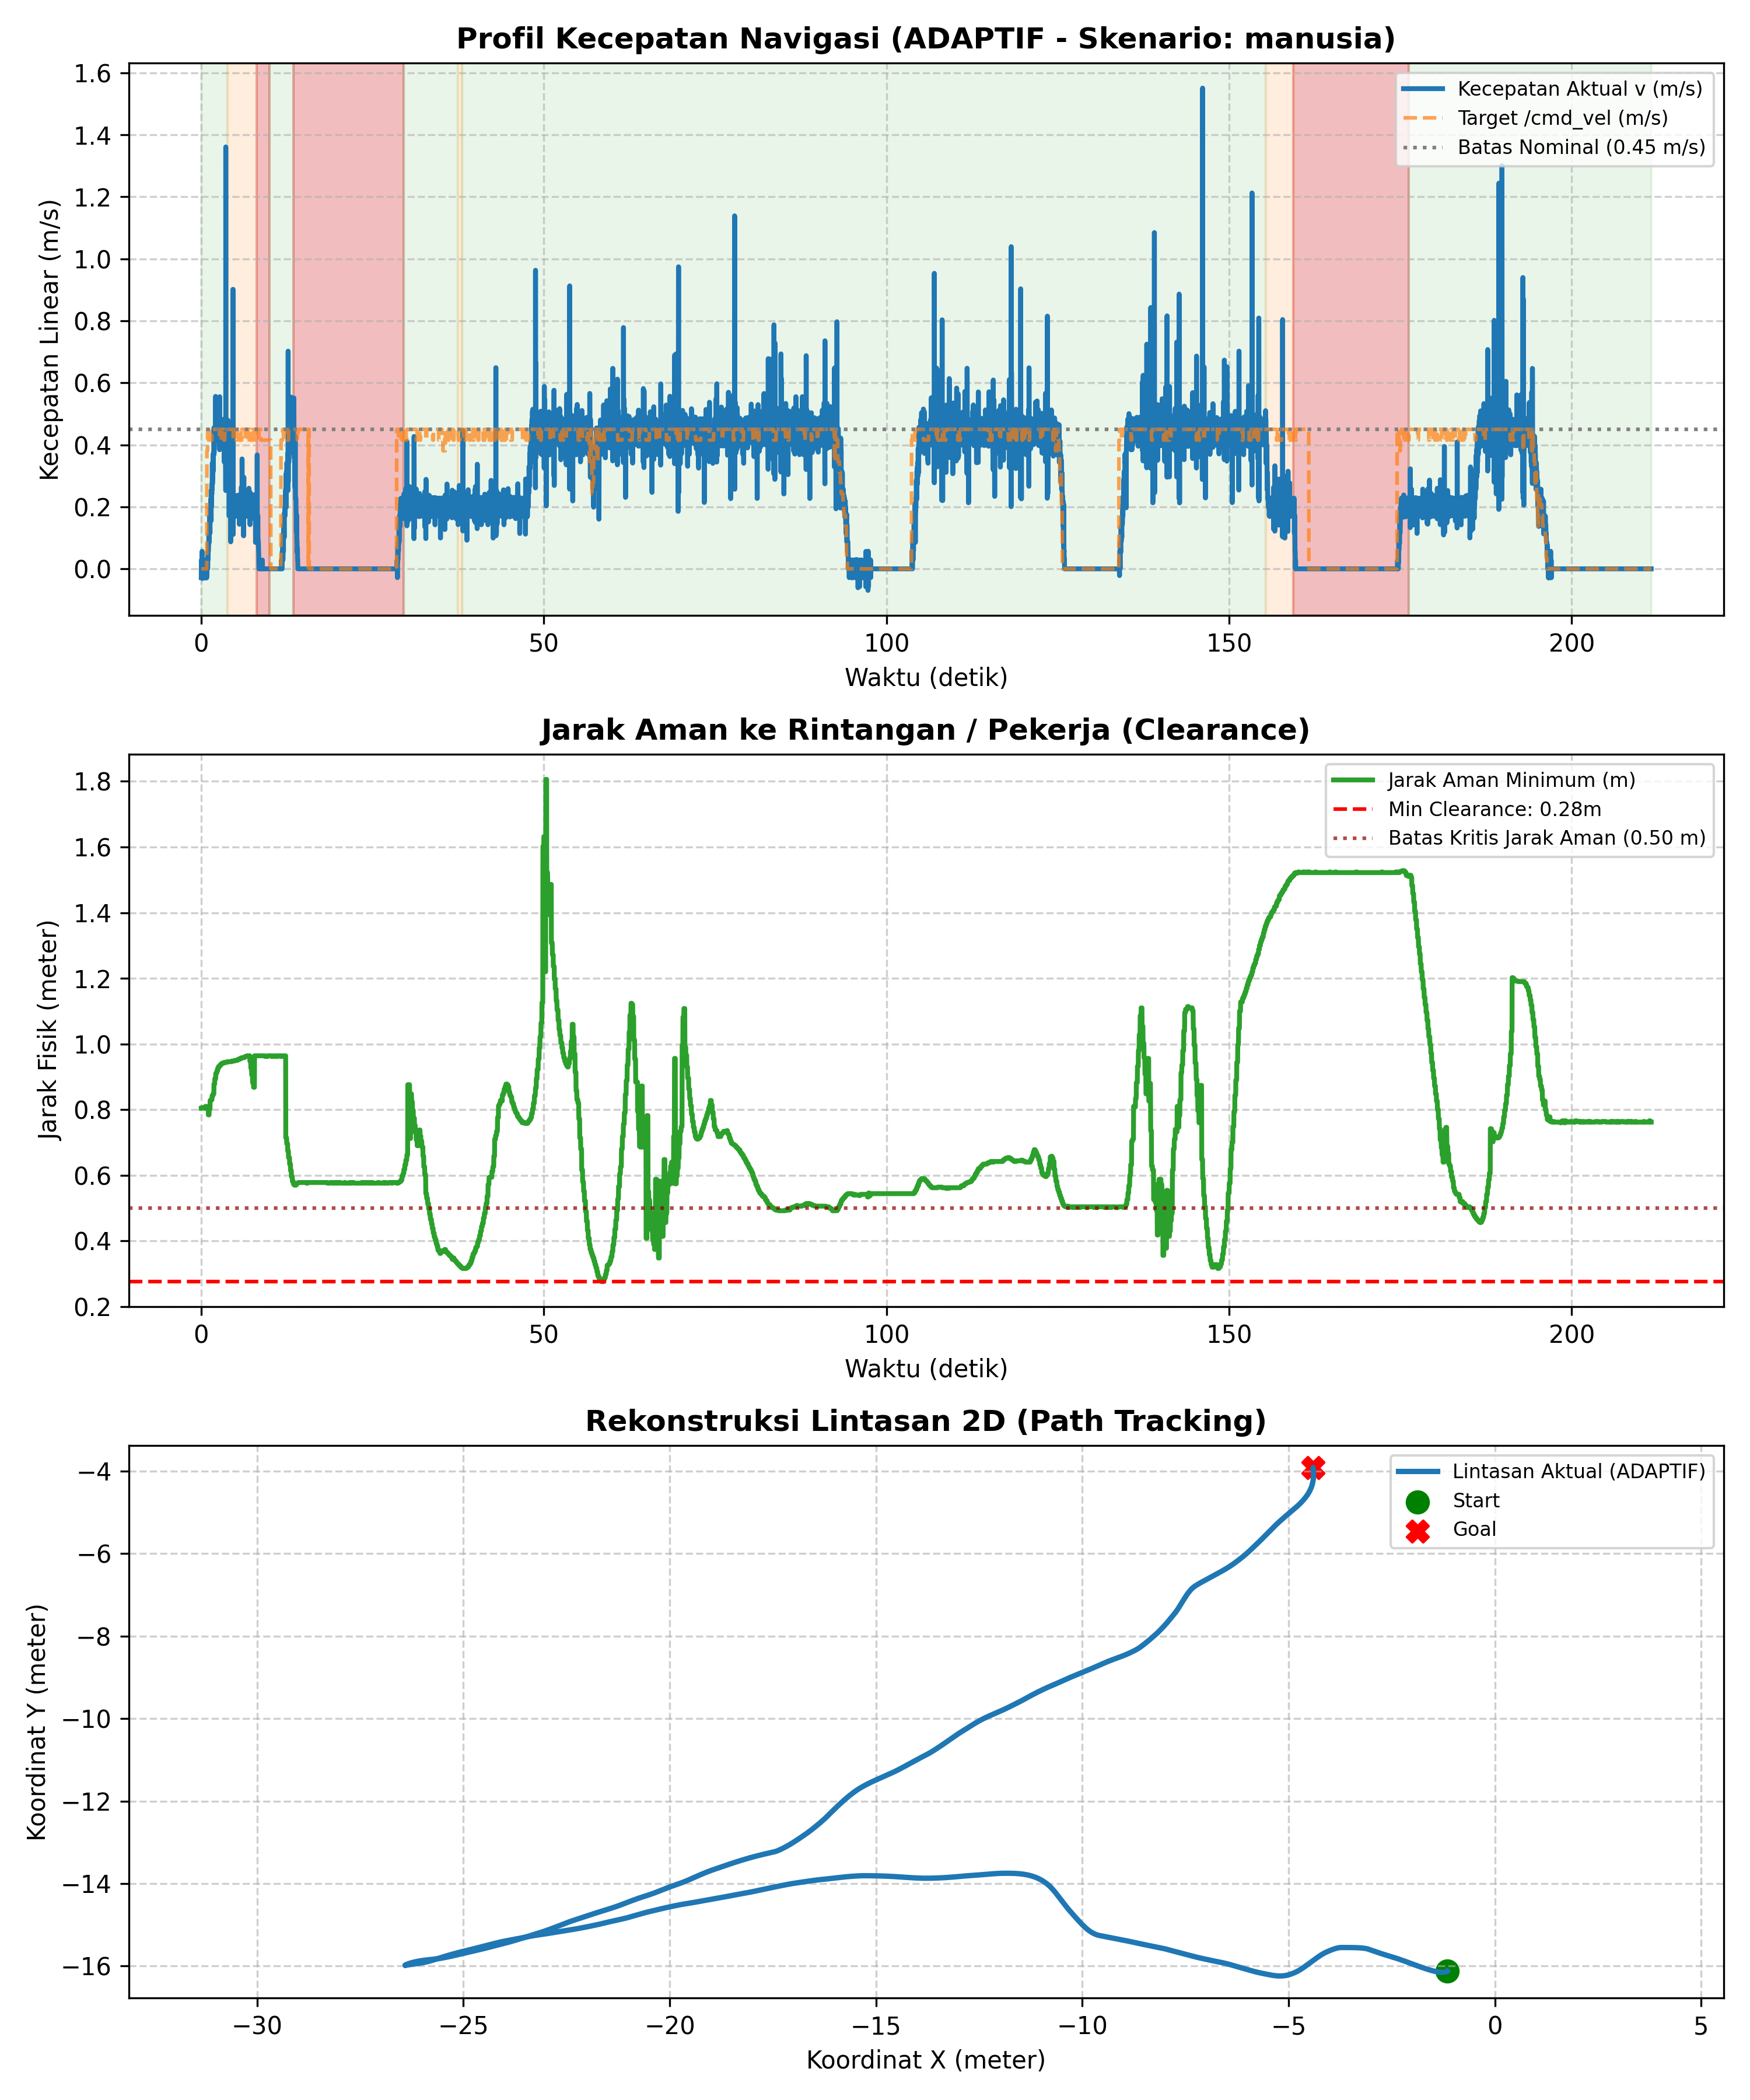 Profil Kecepatan Navigasi (ADAPTIF - Skenario: manusia)
Kecepatan Linear (m/s)
1.6
1.4
1.2
1.0
0.8
0.6
0.4
0.2
0.0
Kecepatan Aktual v (m/s)
Target /cmd_vel (m/s)
Batas Nominal (0.45 m/s)
0 50 100 150 200
Waktu (detik)
Jarak Aman ke Rintangan / Pekerja (Clearance)
Jarak Fisik (meter)
1.8
1.6
1.4
1.2
1.0
0.8
0.6
0.4
0.2
Jarak Aman Minimum (m)
Min Clearance: 0.28m
Batas Kritis Jarak Aman (0.50 m)
0 50 100 150 200
Waktu (detik)
Rekonstruksi Lintasan 2D (Path Tracking)
Koordinat Y (meter)
−4
−6
−8
−10
−12
−14
−16
Lintasan Aktual (ADAPTIF)
Start
Goal
−30 −25 −20 −15 −10 −5 0 5
Koordinat X (meter)